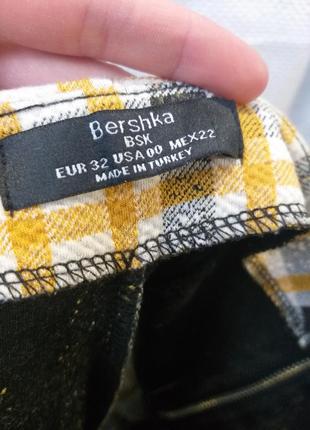 Bershka
BSK
EUR 32 USA 00 MEX22
MADE IN TURKEY